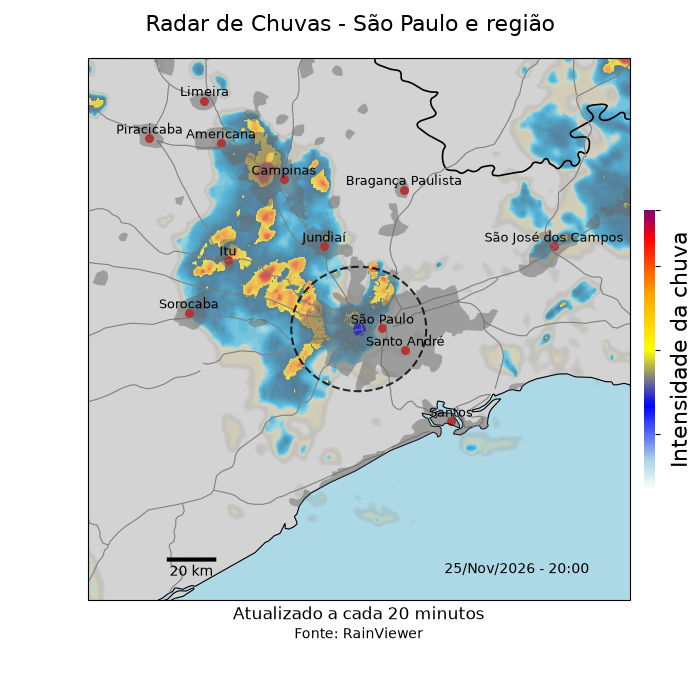 Radar de Chuvas - São Paulo e região
Limeira
Piracicaba
Americana
Campinas
Bragança Paulista
Itu
Jundiaí
São José dos Campos
Sorocaba
São Paulo
Santo André
Santos
Intensidade da chuva
20 km
25/Nov/2026 - 20:00
Atualizado a cada 20 minutos
Fonte: RainViewer